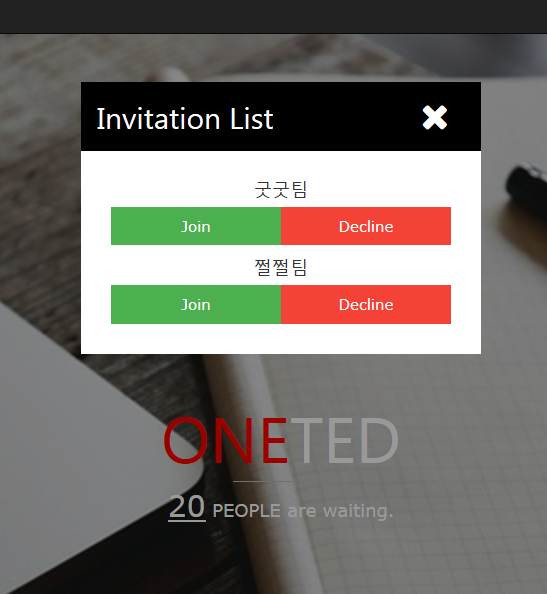 Invitation List
굿굿팀
Join Decline
쩔쩔팀
Join Decline
ONETED
20 PEOPLE are waiting.